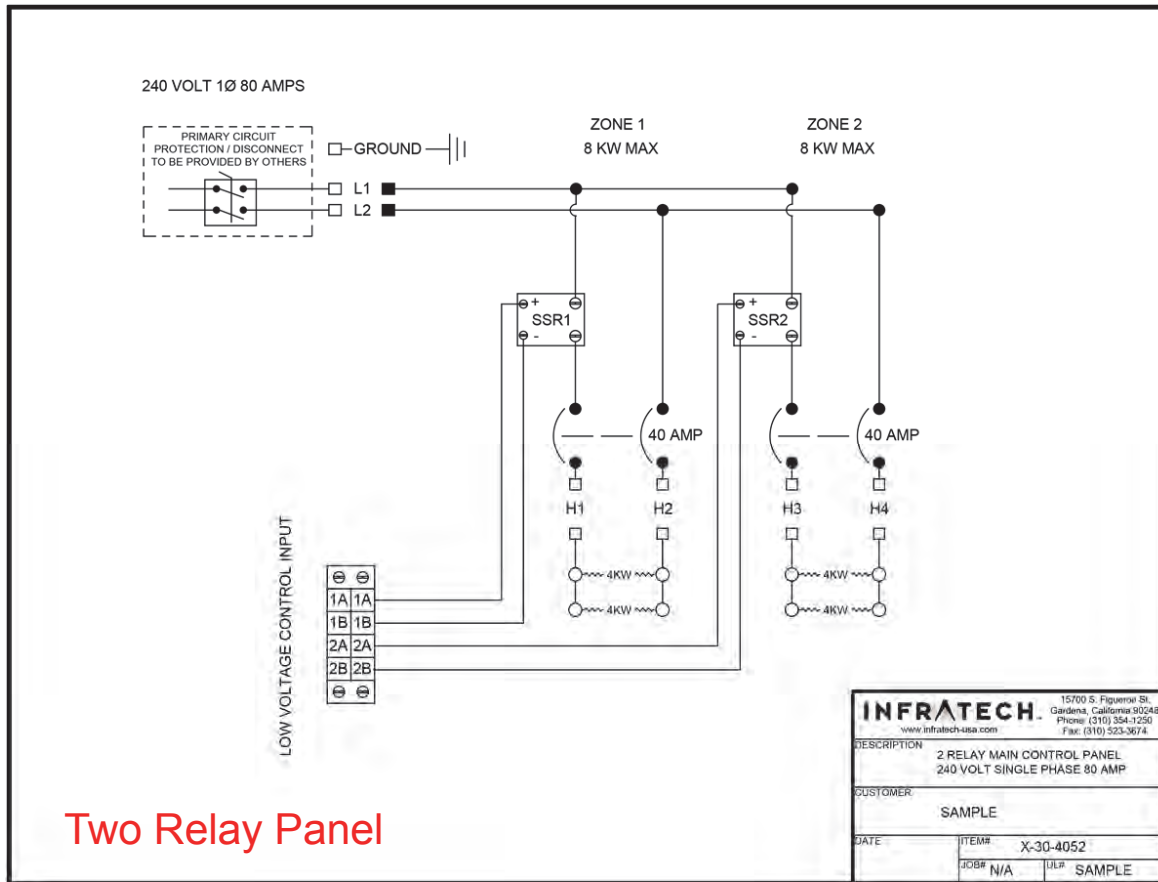 240 VOLT 1Ø 80 AMPS
PRIMARY CIRCUIT
PROTECTION / DISCONNECT
TO BE PROVIDED BY OTHERS
GROUND
L1
L2
ZONE 1
8 KW MAX
ZONE 2
8 KW MAX
+
SSR1
-
+
SSR2
-
40 AMP
40 AMP
H1
H2
H3
H4
4KW
4KW
4KW
4KW
LOW VOLTAGE CONTROL INPUT
1A 1A
1B 1B
2A 2A
2B 2B
Two Relay Panel
INFRATECH
www.infratech-usa.com
15700 S. Figueroa St.
Gardena, California 90248
Phone: (310) 354-1250
Fax: (310) 523-3674
DESCRIPTION
2 RELAY MAIN CONTROL PANEL
240 VOLT SINGLE PHASE 80 AMP
CUSTOMER
SAMPLE
DATE
ITEM# X-30-4052
JOB# N/A
UL# SAMPLE